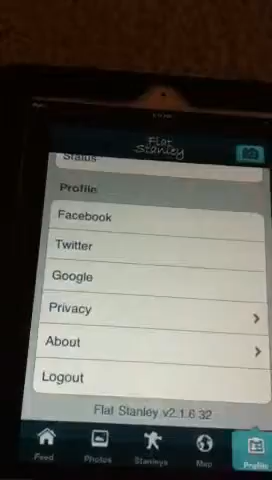 Flat
Stanley
Status
Profile
Facebook
Twitter
Google
Privacy
About
Logout
Flat Stanley v2.1.6.32
Feed
Photos
Stanleys
Map
Profile